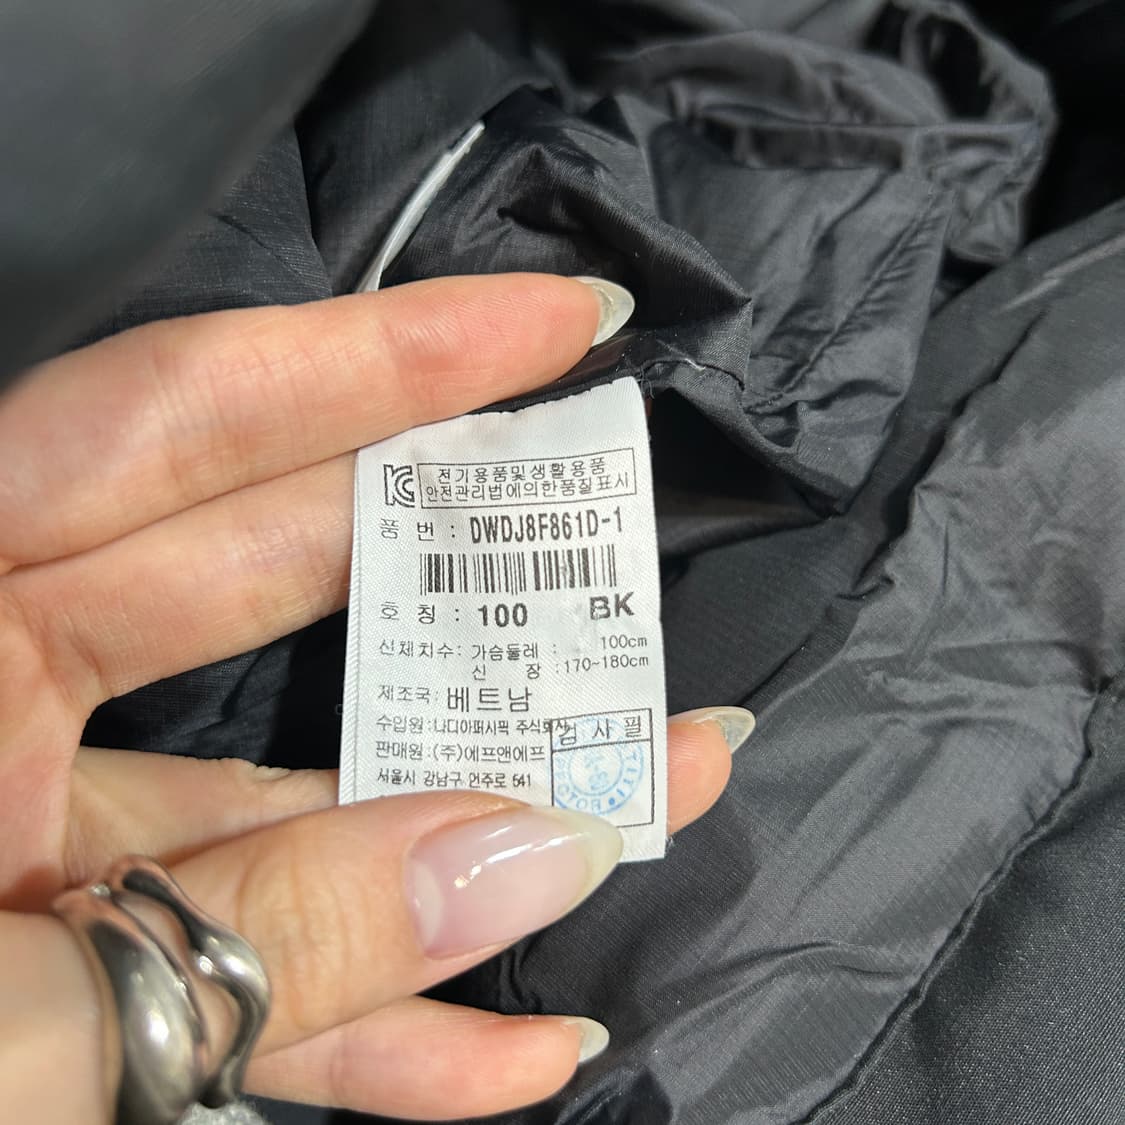 KC 전기용품및생활용품
안전관리법에의한품질표시
품 번 : DWDJ8F861D-1
호 칭 : 100 BK
신체치수: 가슴둘레 : 100cm
신 장 :170~180cm
제조국: 베트남
수입원:나디아퍼시픽 주식회사
판매원:(주)에프앤에프
서울시 강남구 언주로 541
검 사 필